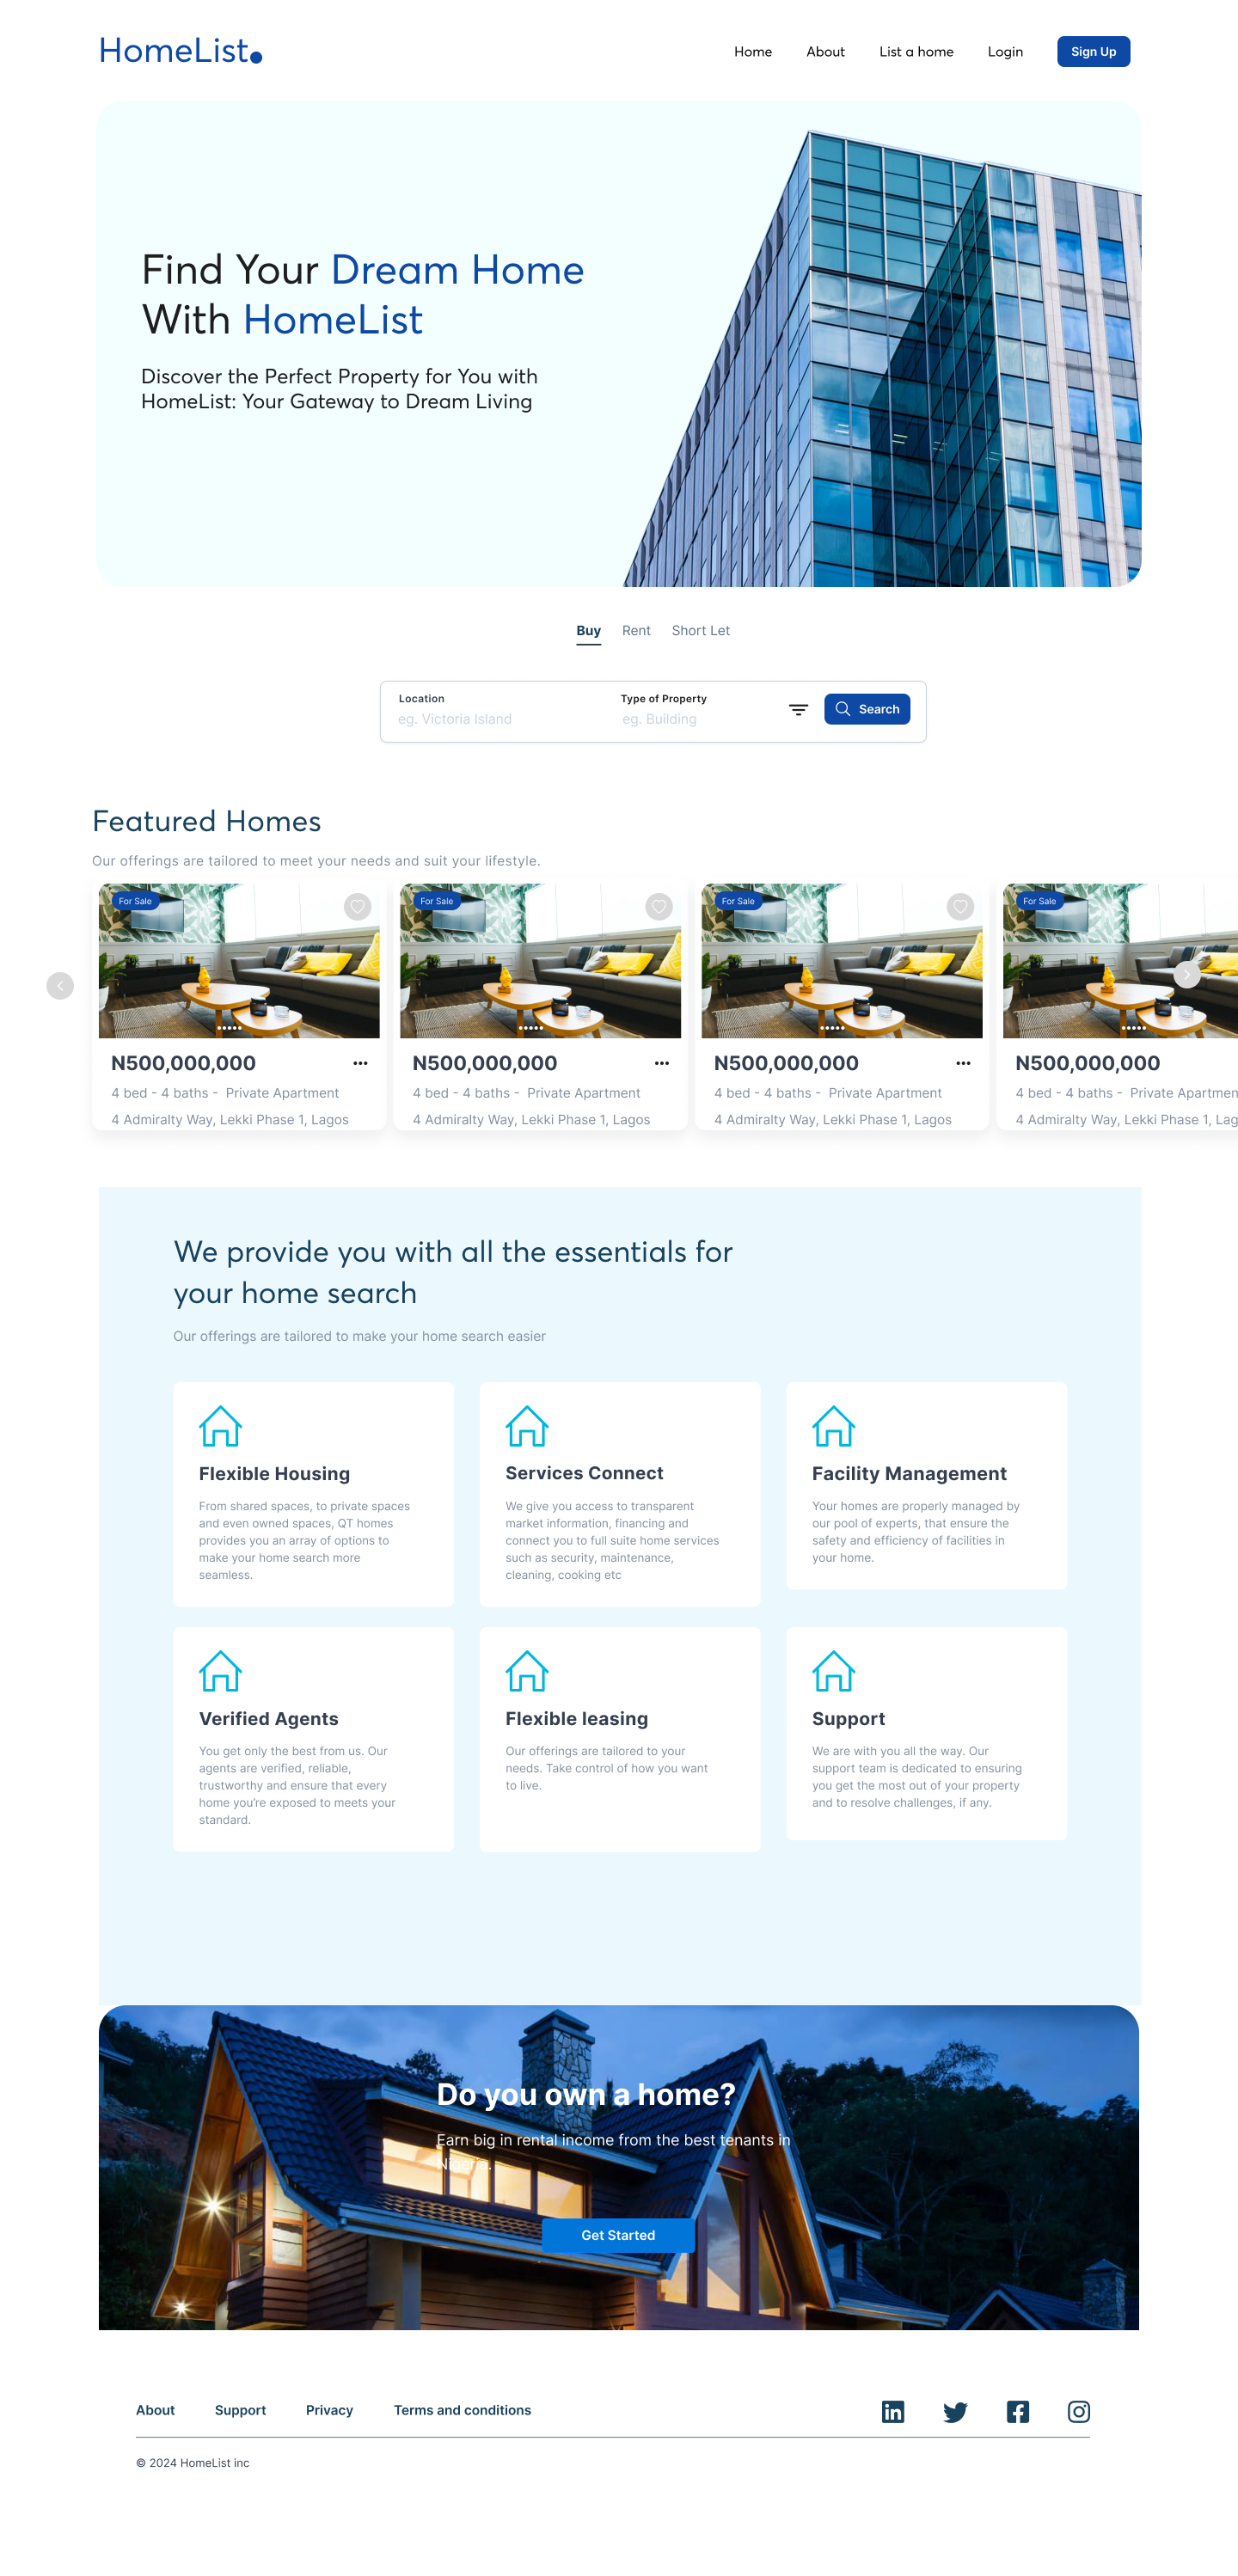 HomeList
Home
About
List a home
Login
Sign Up
Find Your Dream Home
With HomeList
Discover the Perfect Property for You with
HomeList: Your Gateway to Dream Living
Buy
Rent
Short Let
Location
Type of Property
eg. Victoria Island
eg. Building
Search
Featured Homes
Our offerings are tailored to meet your needs and suit your lifestyle.
For Sale
N500,000,000
4 bed - 4 baths - Private Apartment
4 Admiralty Way, Lekki Phase 1, Lagos
For Sale
N500,000,000
4 bed - 4 baths - Private Apartment
4 Admiralty Way, Lekki Phase 1, Lagos
For Sale
N500,000,000
4 bed - 4 baths - Private Apartment
4 Admiralty Way, Lekki Phase 1, Lagos
For Sale
N500,000,000
4 bed - 4 baths - Private Apartmen
4 Admiralty Way, Lekki Phase 1, Lag
We provide you with all the essentials for
your home search
Our offerings are tailored to make your home search easier
Flexible Housing
From shared spaces, to private spaces
and even owned spaces, QT homes
provides you an array of options to
make your home search more
seamless.
Services Connect
We give you access to transparent
market information, financing and
connect you to full suite home services
such as security, maintenance,
cleaning, cooking etc
Facility Management
Your homes are properly managed by
our pool of experts, that ensure the
safety and efficiency of facilities in
your home.
Verified Agents
You get only the best from us. Our
agents are verified, reliable,
trustworthy and ensure that every
home you’re exposed to meets your
standard.
Flexible leasing
Our offerings are tailored to your
needs. Take control of how you want
to live.
Support
We are with you all the way. Our
support team is dedicated to ensuring
you get the most out of your property
and to resolve challenges, if any.
Do you own a home?
Earn big in rental income from the best tenants in
Nigeria.
Get Started
About
Support
Privacy
Terms and conditions
© 2024 HomeList inc